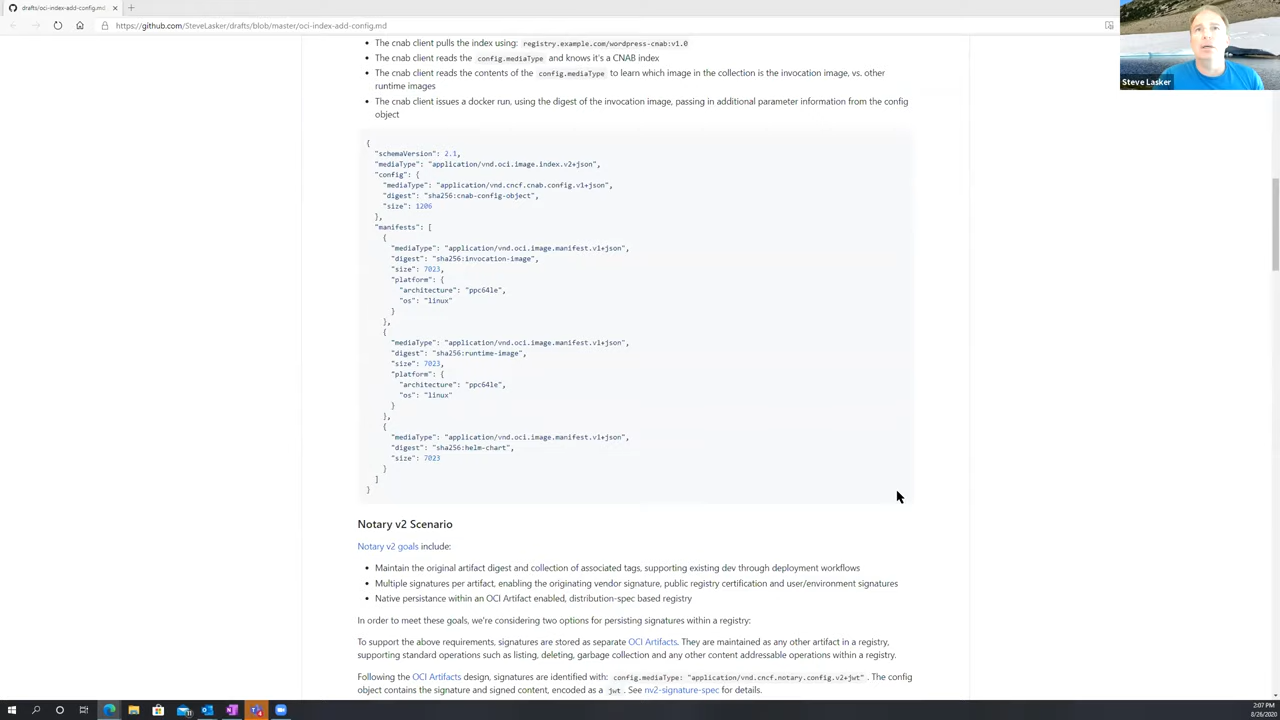 drafts/oci-index-add-config.md
https://github.com/SteveLasker/drafts/blob/master/oci-index-add-config.md
Steve Lasker
• The cnab client pulls the index using: registry.example.com/wordpress-cnab:v1.0
• The cnab client reads the config.mediaType and knows it's a CNAB index
• The cnab client reads the contents of the config.mediaType to learn which image in the collection is the invocation image, vs. other
runtime images
• The cnab client issues a docker run, using the digest of the invocation image, passing in additional parameter information from the config
object
{
"schemaVersion": 2.1,
"mediaType": "application/vnd.oci.image.index.v2+json",
"config": {
"mediaType": "application/vnd.cncf.cnab.config.v1+json",
"digest": "sha256:cnab-config-object",
"size": 1206
},
"manifests": [
{
"mediaType": "application/vnd.oci.image.manifest.v1+json",
"digest": "sha256:invocation-image",
"size": 7023,
"platform": {
"architecture": "ppc64le",
"os": "linux"
}
},
{
"mediaType": "application/vnd.oci.image.manifest.v1+json",
"digest": "sha256:runtime-image",
"size": 7023,
"platform": {
"architecture": "ppc64le",
"os": "linux"
}
},
{
"mediaType": "application/vnd.oci.image.manifest.v1+json",
"digest": "sha256:helm-chart",
"size": 7023
}
]
}
Notary v2 Scenario
Notary v2 goals include:
• Maintain the original artifact digest and collection of associated tags, supporting existing dev through deployment workflows
• Multiple signatures per artifact, enabling the originating vendor signature, public registry certification and user/environment signatures
• Native persistance within an OCI Artifact enabled, distribution-spec based registry
In order to meet these goals, we're considering two options for persisting signatures within a registry:
To support the above requirements, signatures are stored as separate OCI Artifacts. They are maintained as any other artifact in a registry,
supporting standard operations such as listing, deleting, garbage collection and any other content addressable operations within a registry.
Following the OCI Artifacts design, signatures are identified with: config.mediaType: "application/vnd.cncf.notary.config.v2+jwt" . The config
object contains the signature and signed content, encoded as a jwt . See nv2-signature-spec for details.
2:07 PM
8/26/2020